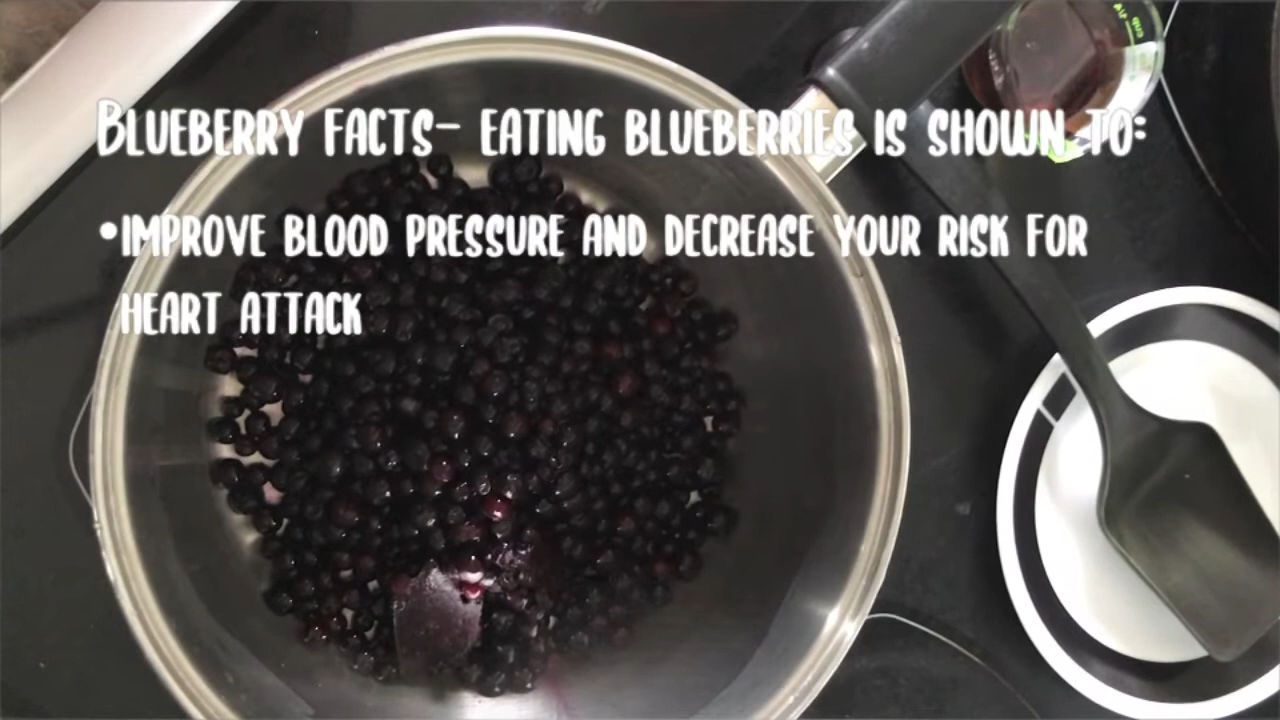 BLUEBERRY FACTS- EATING BLUEBERRIES IS SHOWN TO:
•IMPROVE BLOOD PRESSURE AND DECREASE YOUR RISK FOR
HEART ATTACK